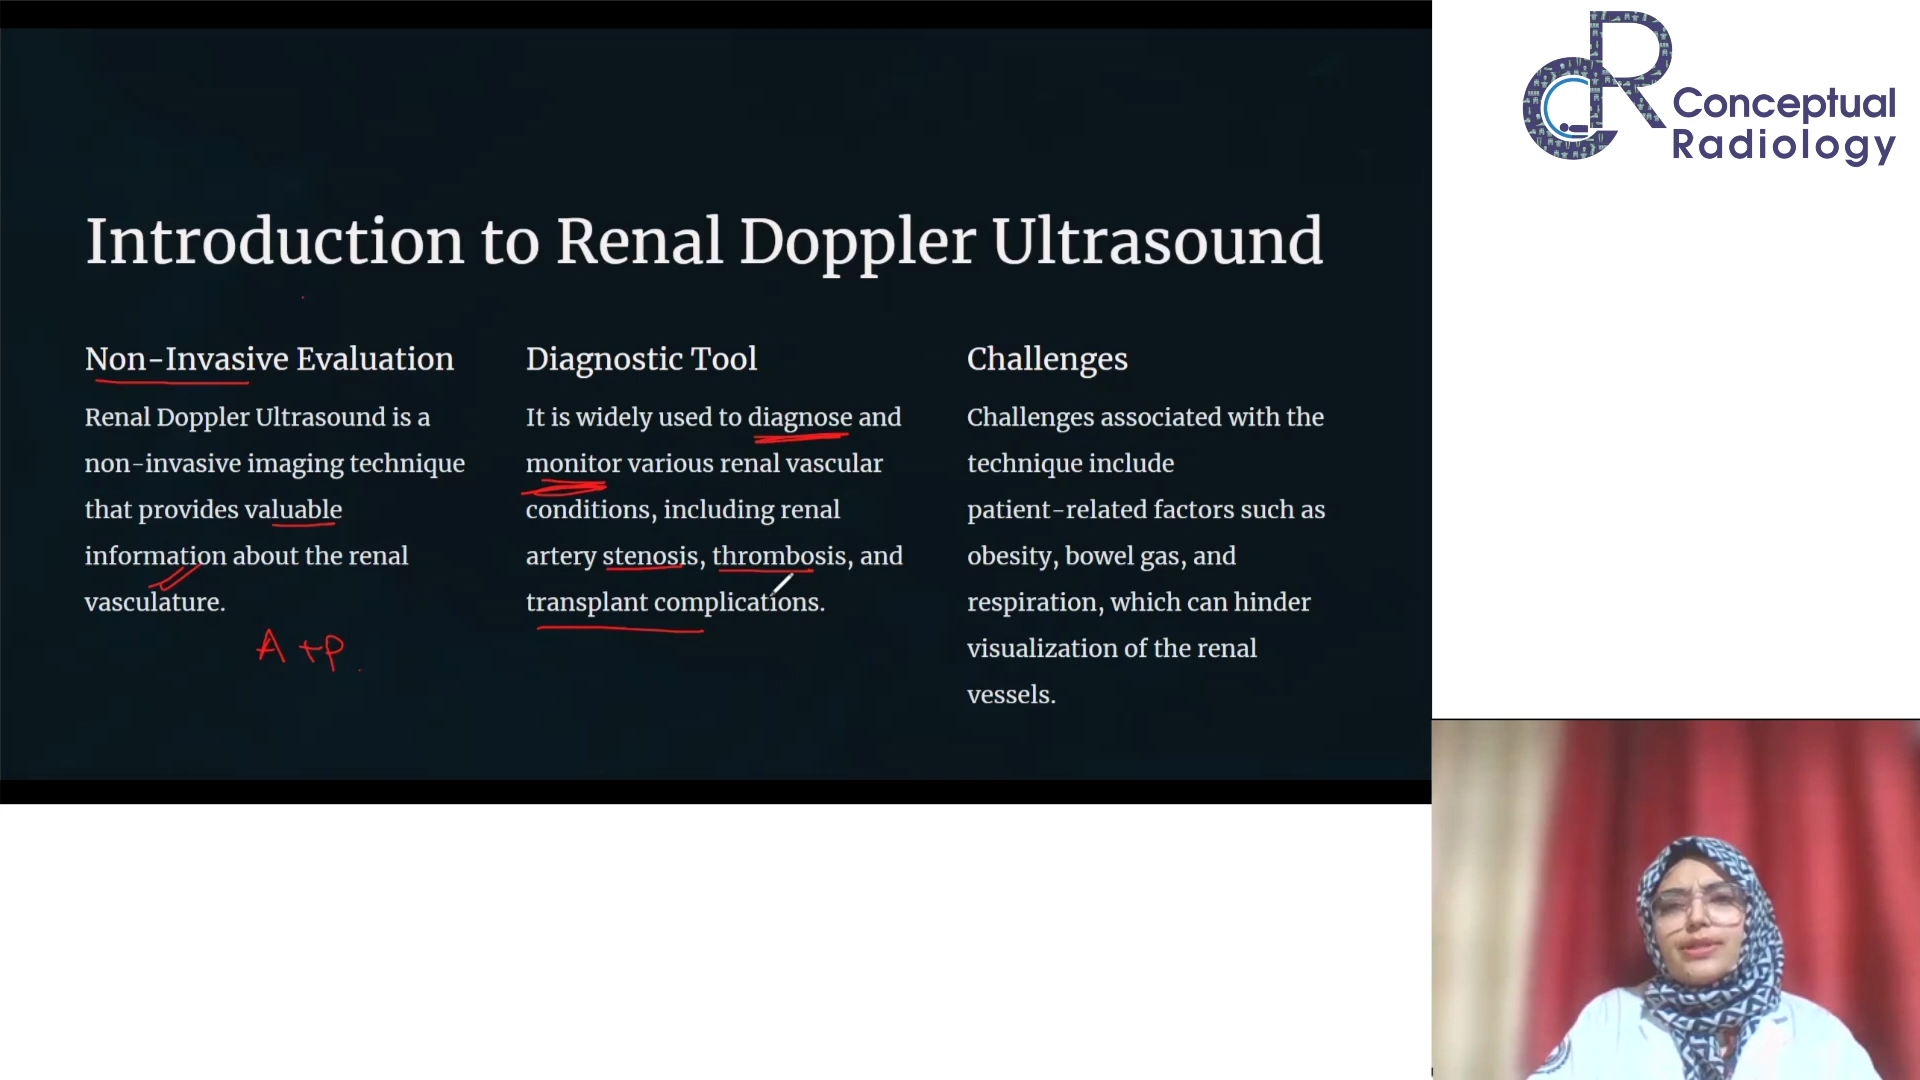 Introduction to Renal Doppler Ultrasound
Non-Invasive Evaluation
Renal Doppler Ultrasound is a
non-invasive imaging technique
that provides valuable
information about the renal
vasculature.
A +P
Diagnostic Tool
It is widely used to diagnose and
monitor various renal vascular
conditions, including renal
artery stenosis, thrombosis, and
transplant complications.
Challenges
Challenges associated with the
technique include
patient-related factors such as
obesity, bowel gas, and
respiration, which can hinder
visualization of the renal
vessels.
CR
Conceptual
Radiology